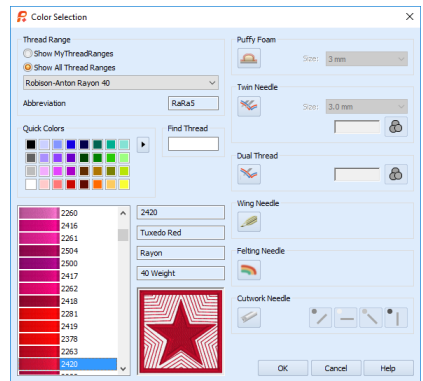 Color Selection
Thread Range
Show MyThreadRanges
Show All Thread Ranges
Robison-Anton Rayon 40
Abbreviation
RaRa5
Quick Colors
Find Thread
2260
2416
2261
2504
2500
2417
2262
2418
2281
2419
2378
2263
2420
2420
Tuxedo Red
Rayon
40 Weight
Puffy Foam
Size:
3 mm
Twin Needle
Size:
3.0 mm
Dual Thread
Wing Needle
Felting Needle
Cutwork Needle
OK
Cancel
Help